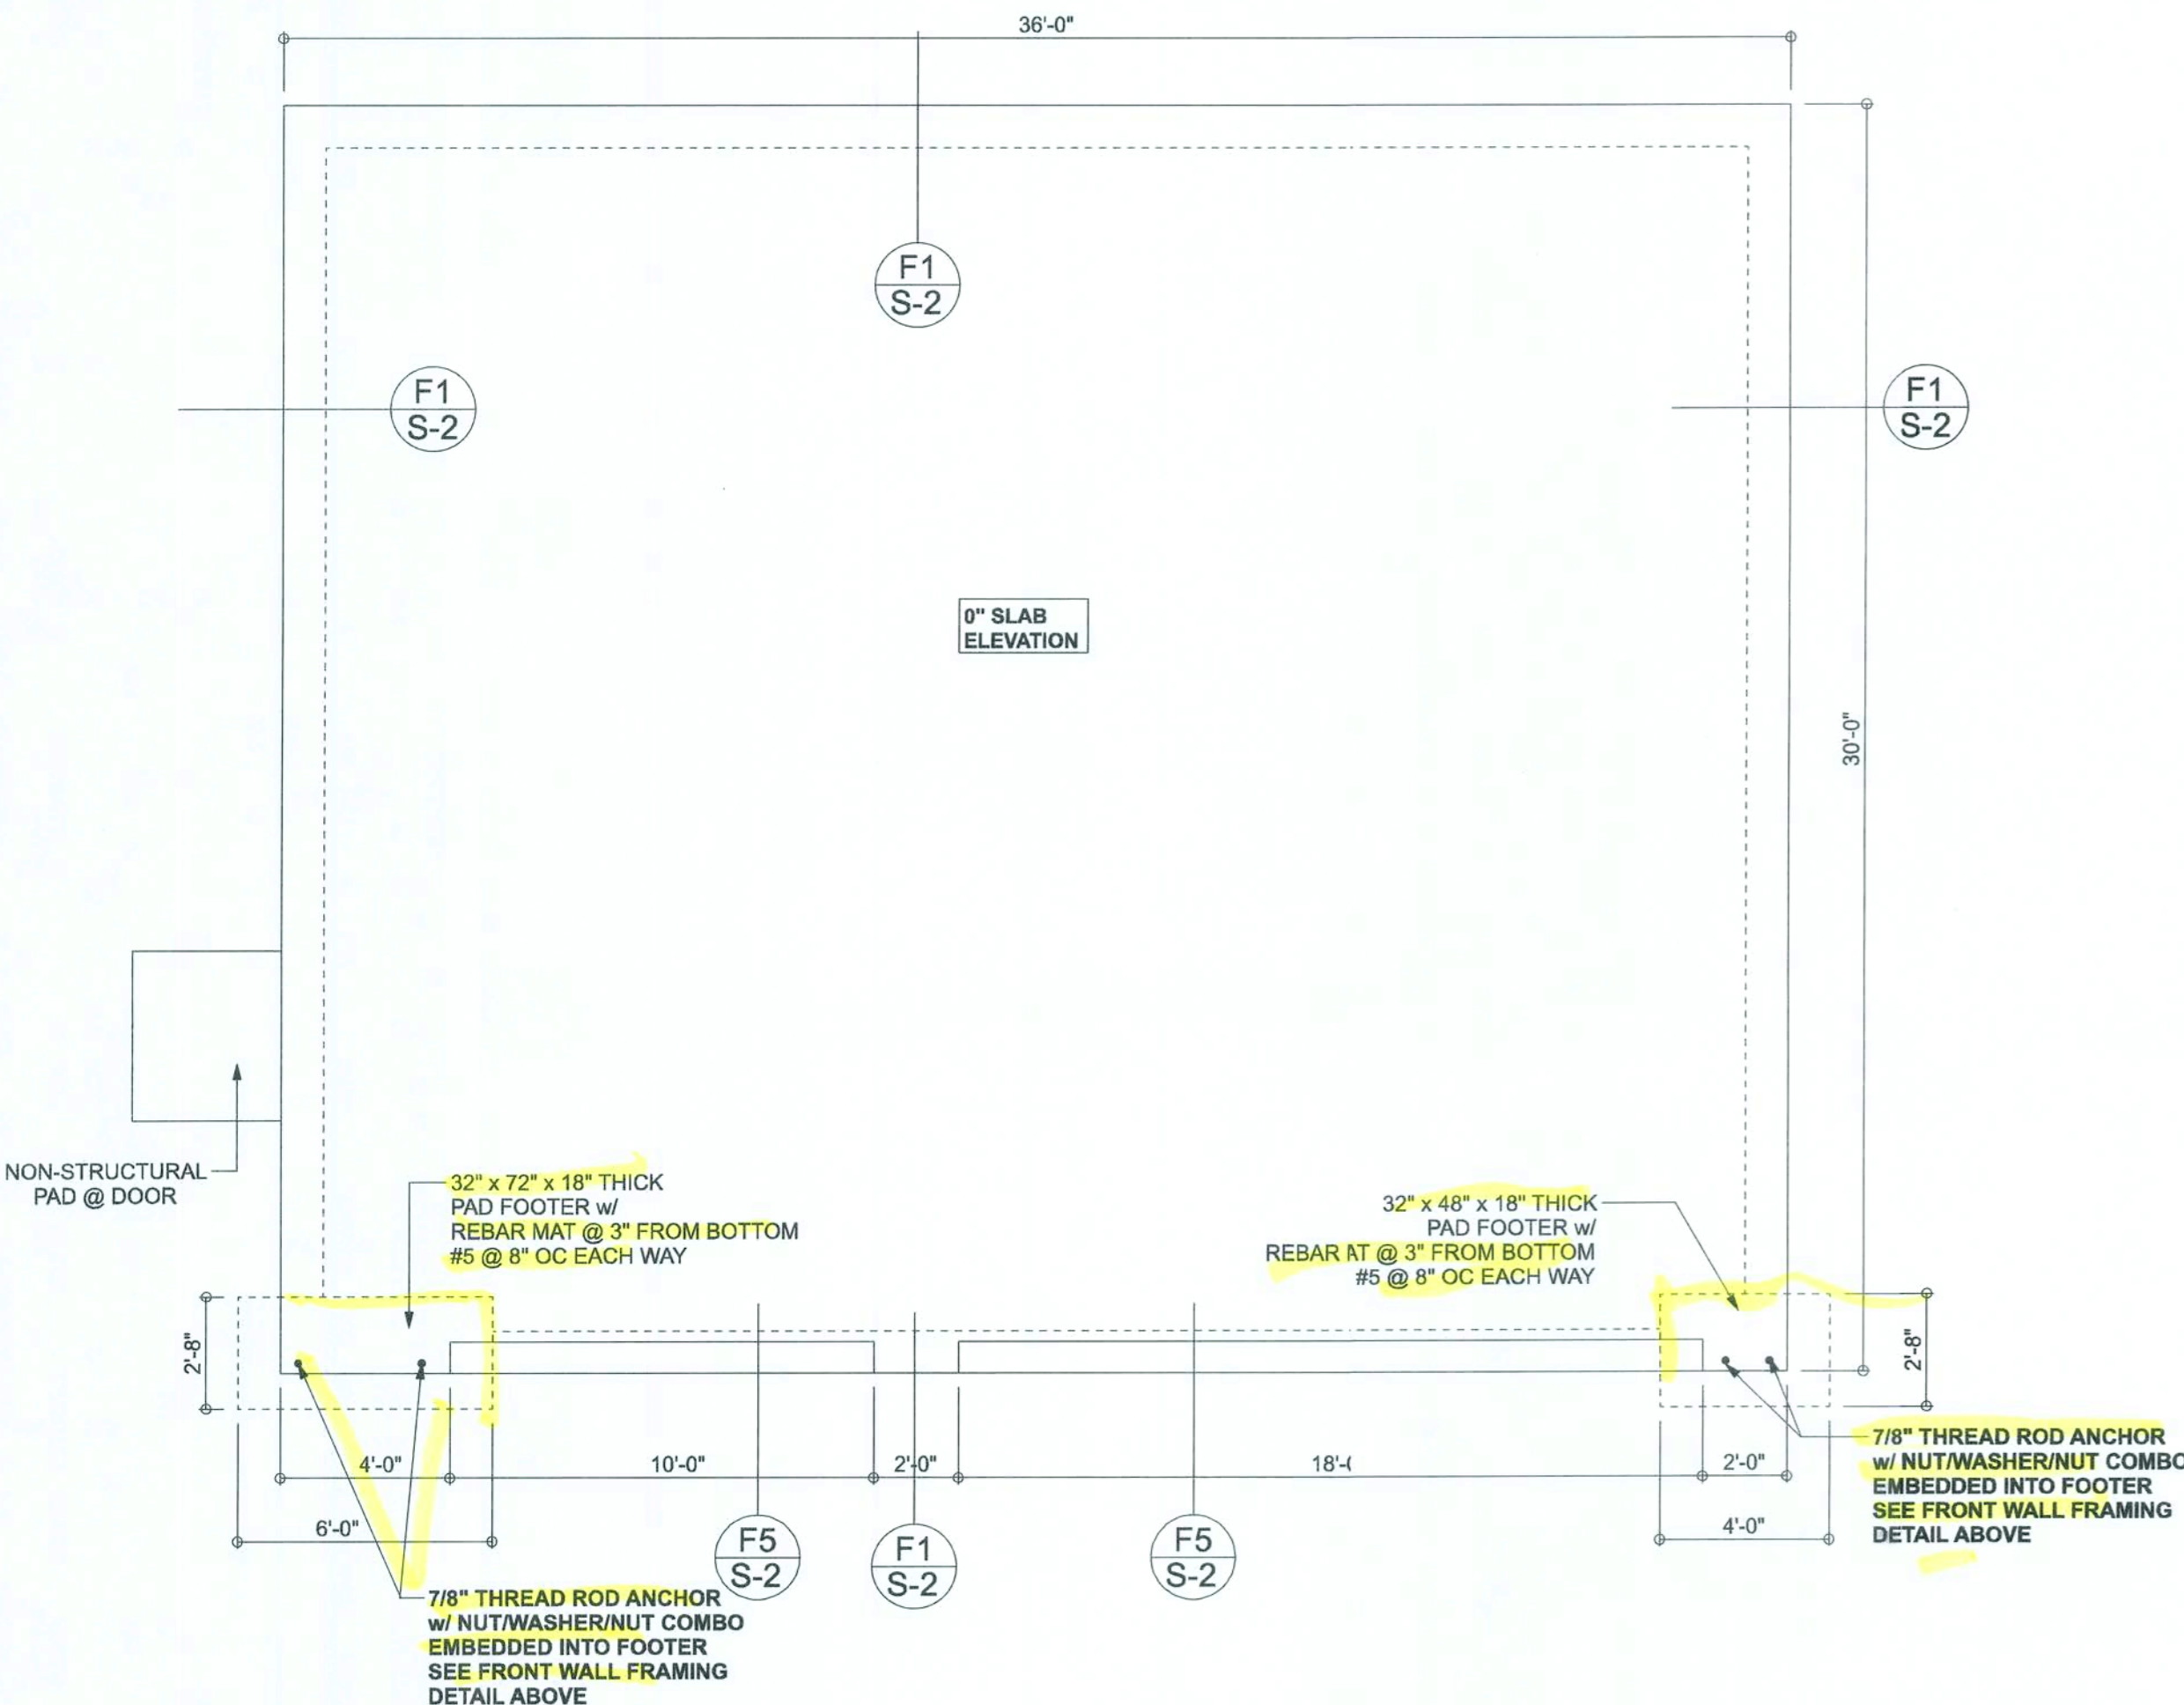 36'-0"
F1
S-2
F1
S-2
F1
S-2
0" SLAB
ELEVATION
30'-0"
NON-STRUCTURAL
PAD @ DOOR
32" x 72" x 18" THICK
PAD FOOTER w/
REBAR MAT @ 3" FROM BOTTOM
#5 @ 8" OC EACH WAY
32" x 48" x 18" THICK
PAD FOOTER w/
REBAR AT @ 3" FROM BOTTOM
#5 @ 8" OC EACH WAY
2'-8"
2'-8"
4'-0"
10'-0"
2'-0"
18'-
2'-0"
6'-0"
4'-0"
F5
S-2
F1
S-2
F5
S-2
7/8" THREAD ROD ANCHOR
w/ NUT/WASHER/NUT COMBO
EMBEDDED INTO FOOTER
SEE FRONT WALL FRAMING
DETAIL ABOVE
7/8" THREAD ROD ANCHOR
w/ NUT/WASHER/NUT COMBO
EMBEDDED INTO FOOTER
SEE FRONT WALL FRAMING
DETAIL ABOVE